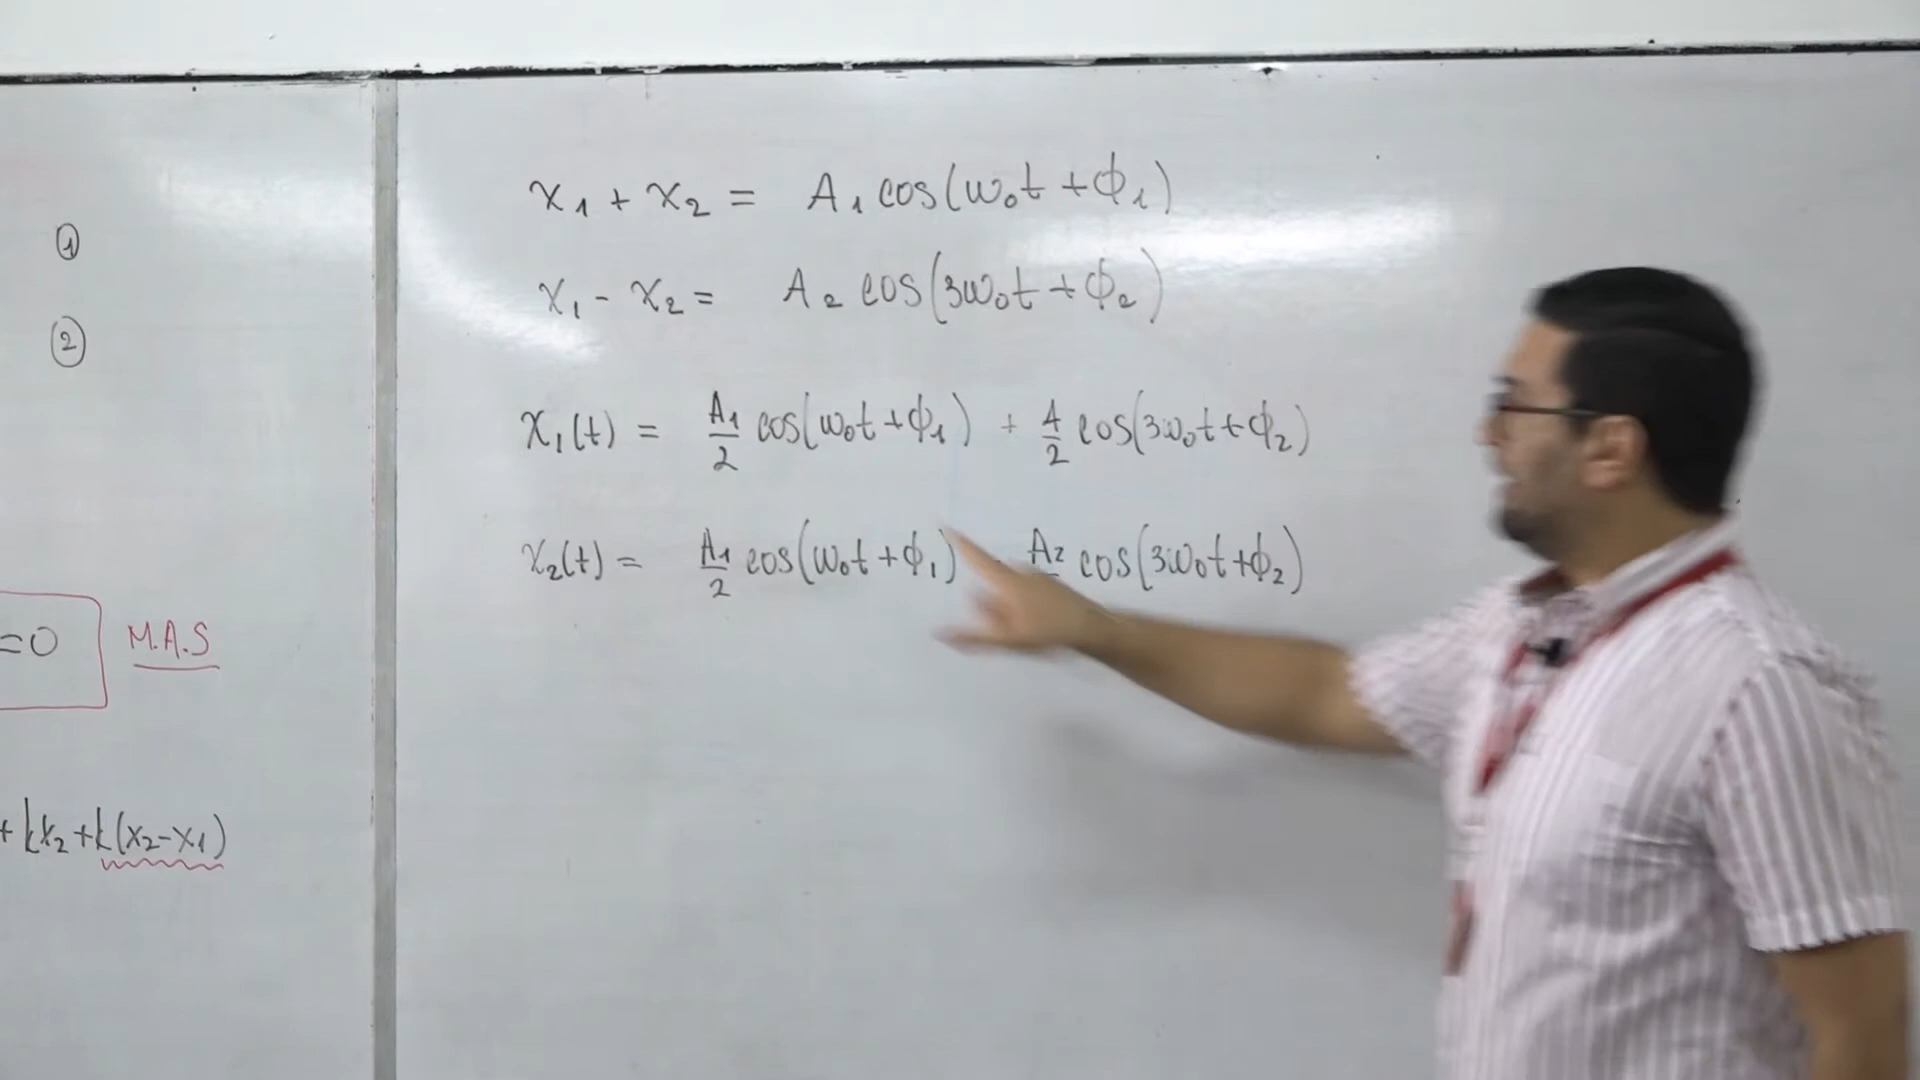 ①
②
=0
M.A.S
+ kx₂ + k(x₂-x₁)
x₁ + x₂ = A₁ cos(ω₀t + ϕ₁)
x₁ - x₂ = A₂ cos(3ω₀t + ϕ₂)
x₁(t) = A₁/2 cos(ω₀t + ϕ₁) + A/2 cos(3ω₀t + ϕ₂)
x₂(t) = A₁/2 cos(ω₀t + ϕ₁) - A₂ cos(3ω₀t + ϕ₂)